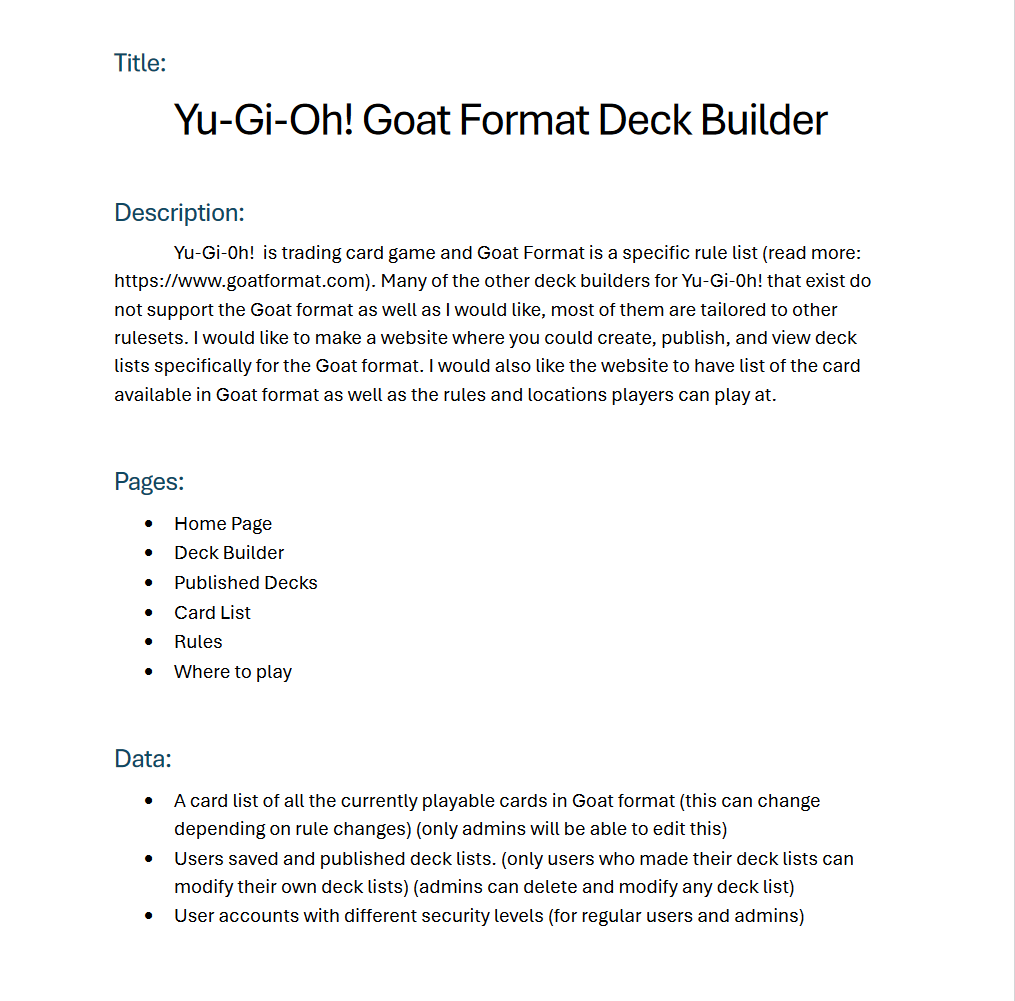 Title:
Yu-Gi-Oh! Goat Format Deck Builder
Description:
Yu-Gi-0h!  is trading card game and Goat Format is a specific rule list (read more:
https://www.goatformat.com). Many of the other deck builders for Yu-Gi-0h! that exist do
not support the Goat format as well as I would like, most of them are tailored to other
rulesets. I would like to make a website where you could create, publish, and view deck
lists specifically for the Goat format. I would also like the website to have list of the card
available in Goat format as well as the rules and locations players can play at.
Pages:
• Home Page
• Deck Builder
• Published Decks
• Card List
• Rules
• Where to play
Data:
• A card list of all the currently playable cards in Goat format (this can change
depending on rule changes) (only admins will be able to edit this)
• Users saved and published deck lists. (only users who made their deck lists can
modify their own deck lists) (admins can delete and modify any deck list)
• User accounts with different security levels (for regular users and admins)